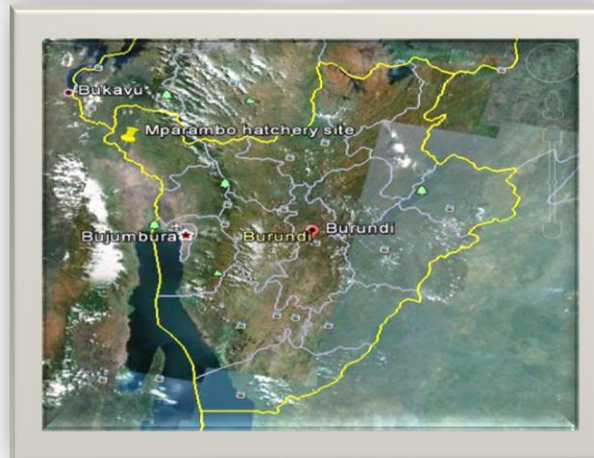 Bukavu
Mparambo hatchery site
Bujumbura
Burundi
Burundi